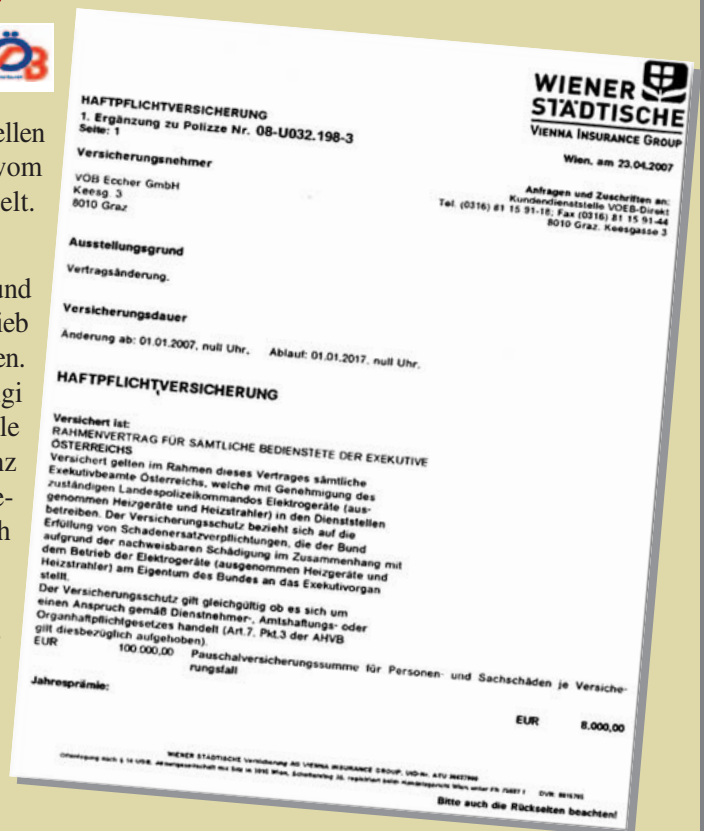 ÖB
ellen
vom
elt.
und
ieb
en.
gi
le
nz
e-
h
WIENER
STÄDTISCHE
VIENNA INSURANCE GROUP
HAFTPFLICHTVERSICHERUNG
1. Ergänzung zu Polizze Nr. 08-U032.198-3
Seite: 1
Wien, am 23.04.2007
Versicherungsnehmer
VÖB Eccher GmbH
Keesg. 3
8010 Graz
Anfragen und Zuschriften an:
Kundendienststelle VOEB-Direkt
Tel. (0316) 81 15 91-18; Fax (0316) 81 15 91-44
8010 Graz, Keesgasse 3
Ausstellungsgrund
Vertragsänderung.
Versicherungsdauer
Änderung ab: 01.01.2007, null Uhr, Ablauf: 01.01.2017, null Uhr.
HAFTPFLICHTVERSICHERUNG
Versichert ist:
RAHMENVERTRAG FÜR SÄMTLICHE BEDIENSTETE DER EXEKUTIVE
ÖSTERREICHS
Versichert gelten im Rahmen dieses Vertrages sämtliche
Exekutivbeamte Österreichs, welche mit Genehmigung des
zuständigen Landespolizeikommandos Elektrogeräte (aus-
genommen Heizgeräte und Heizstrahler) in den Dienststellen
betreiben. Der Versicherungsschutz bezieht sich auf die
Erfüllung von Schadenersatzverpflichtungen, die der Bund
aufgrund der nachweisbaren Schädigung im Zusammenhang mit
dem Betrieb der Elektrogeräte (ausgenommen Heizgeräte und
Heizstrahler) am Eigentum des Bundes an das Exekutivorgan
stellt.
Der Versicherungsschutz gilt gleichgültig ob es sich um
einen Anspruch gemäß Dienstnehmer-, Amtshaftungs- oder
Organhaftpflichtgesetzes handelt (Art.7, Pkt.3 der AHVB
gilt diesbezüglich aufgehoben).
EUR 100.000,00 Pauschalversicherungssumme für Personen- und Sachschäden je Versiche-
rungsfall
Jahresprämie: EUR 8.000,00
WIENER STÄDTISCHE Versicherung AG VIENNA INSURANCE GROUP,
Bitte auch die Rückseiten beachten!